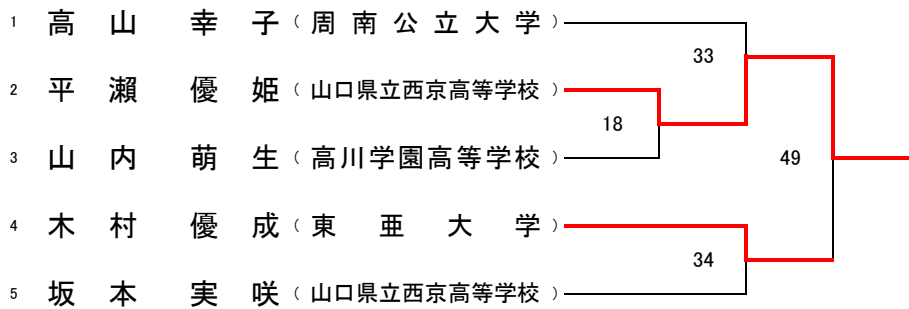 1 高山 幸子（周南公立大学）
33
2 平瀨 優姫（山口県立西京高等学校）
18
3 山内 萌生（高川学園高等学校）
49
4 木村 優成（東亜大学）
34
5 坂本 実咲（山口県立西京高等学校）